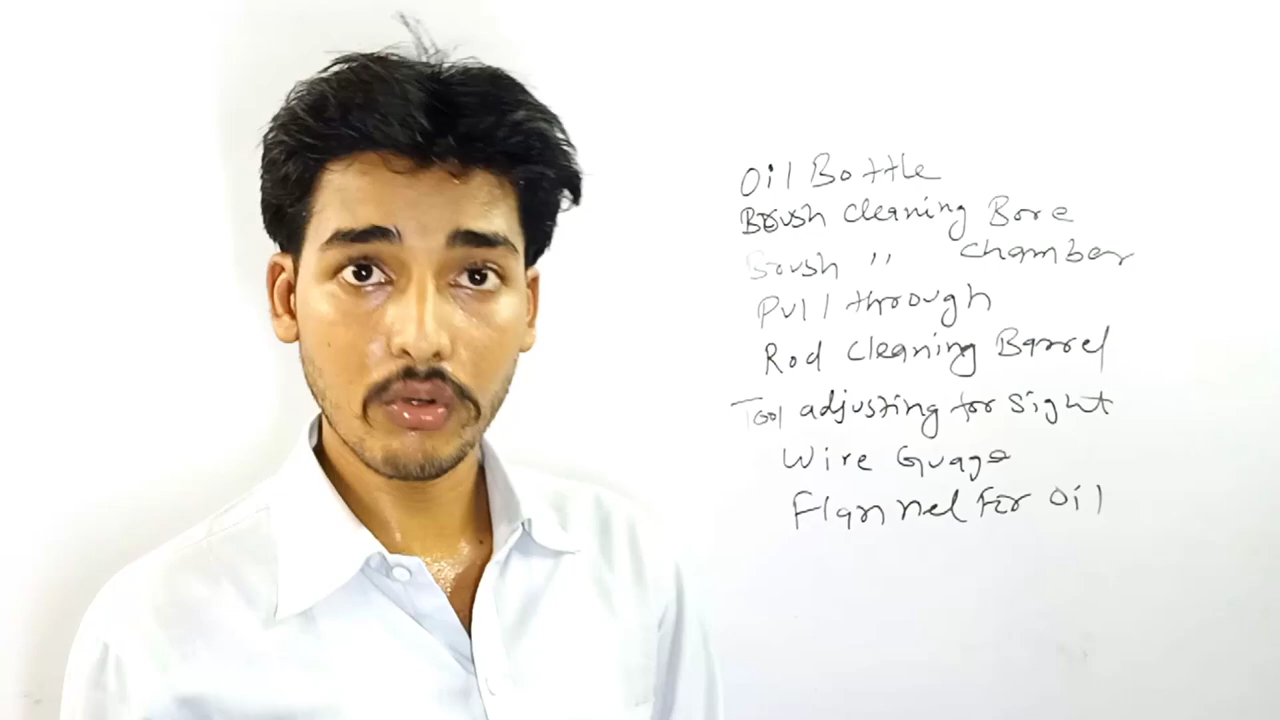 Oil Bottle
Brush cleaning Bore
Brush " chamber
Pull through
Rod cleaning Barrel
Tool adjusting for sight
Wire Guage
Flannel For Oil